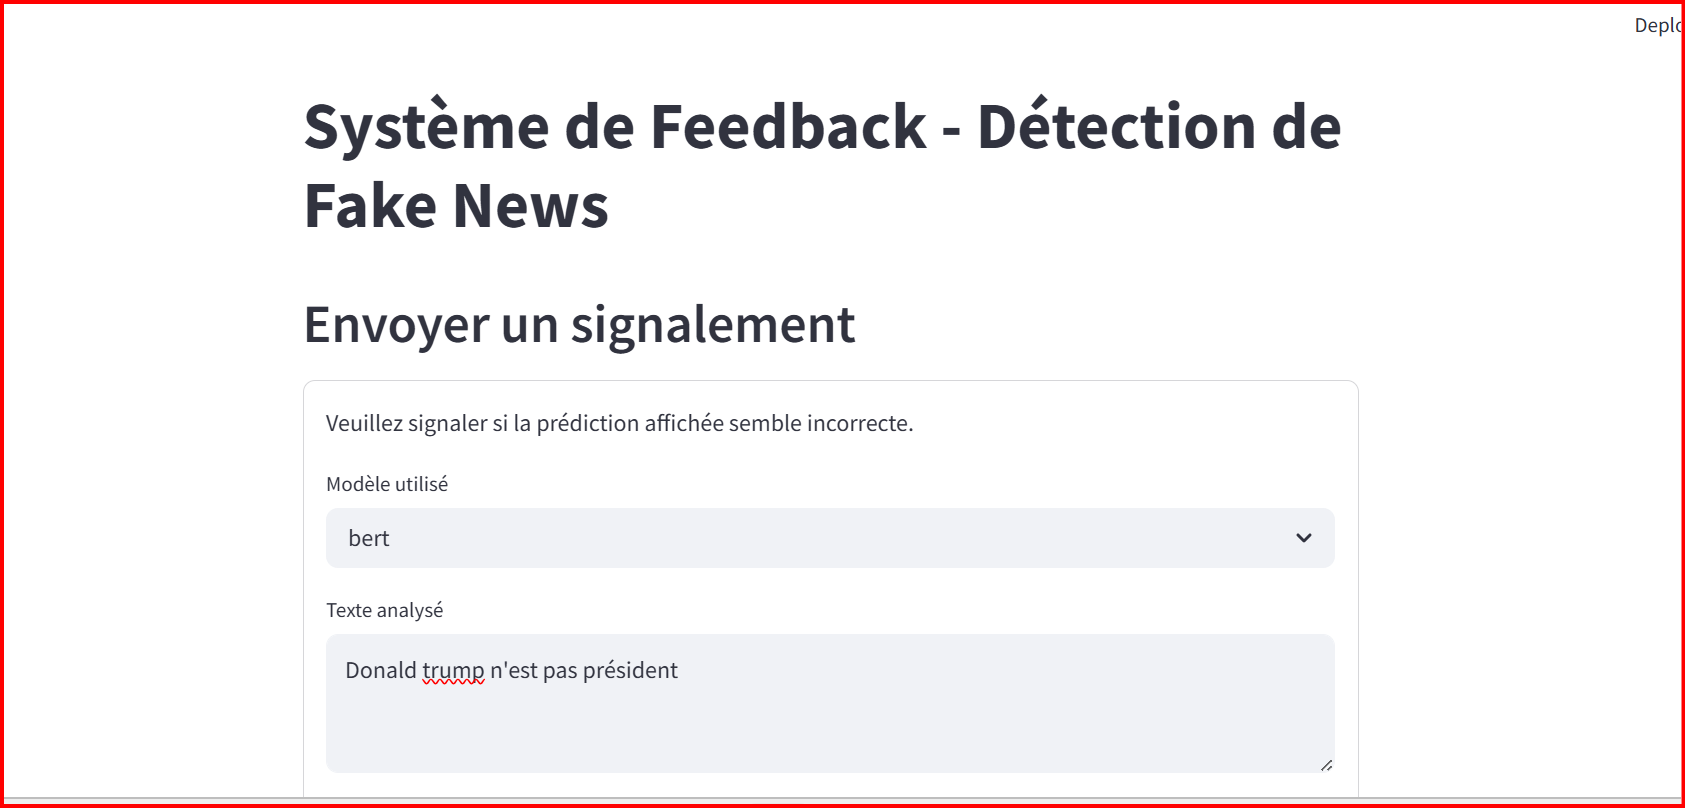 Système de Feedback - Détection de
Fake News
Envoyer un signalement
Veuillez signaler si la prédiction affichée semble incorrecte.
Modèle utilisé
bert
Texte analysé
Donald trump n'est pas président